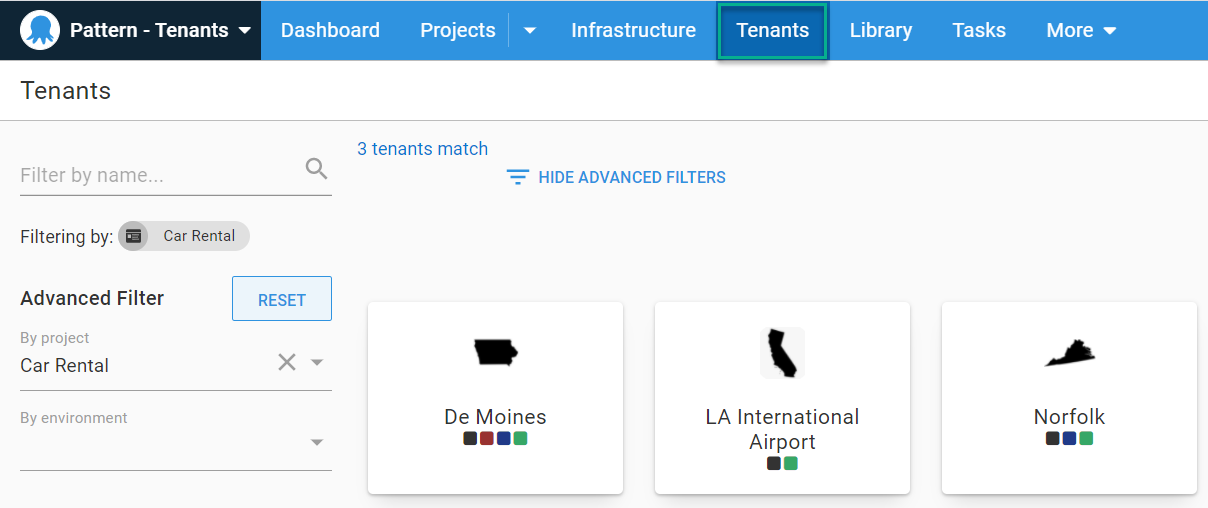 Pattern - Tenants Dashboard Projects Infrastructure Tenants Library Tasks More
Tenants
Filter by name...
Filtering by: Car Rental
Advanced Filter RESET
By project
Car Rental
By environment
3 tenants match
HIDE ADVANCED FILTERS
De Moines
LA International
Airport
Norfolk